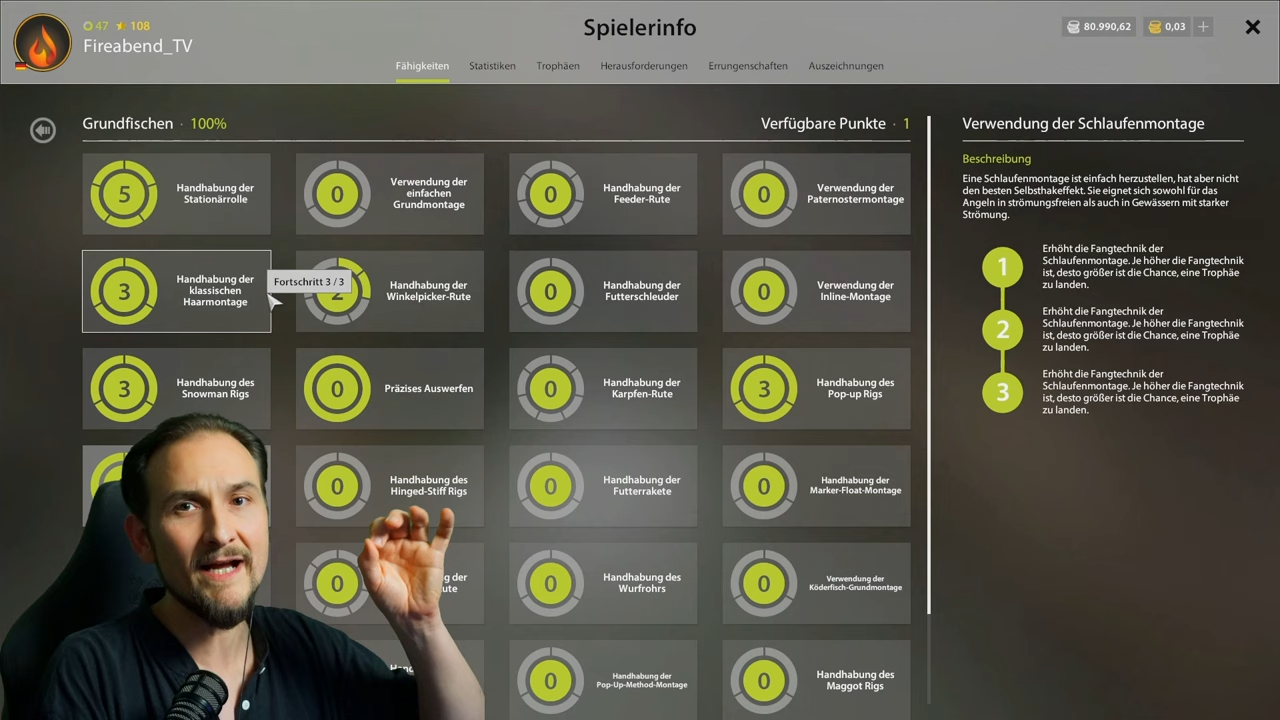 47 108
Fireabend_TV
Spielerinfo
80.990,62
0,03
Fähigkeiten
Statistiken
Trophäen
Herausforderungen
Errungenschaften
Auszeichnungen
Grundfischen · 100%
Verfügbare Punkte · 1
5
Handhabung der
Stationärrolle
0
Verwendung der
einfachen
Grundmontage
0
Handhabung der
Feeder-Rute
0
Verwendung der
Paternostermontage
3
Handhabung der
klassischen
Haarmontage
Fortschritt 3 / 3
2
Handhabung der
Winkelpicker-Rute
0
Handhabung der
Futterschleuder
0
Verwendung der
Inline-Montage
3
Handhabung des
Snowman Rigs
0
Präzises Auswerfen
0
Handhabung der
Karpfen-Rute
3
Handhabung des
Pop-up Rigs
0
Handhabung des
Hinged-Stiff Rigs
0
Handhabung der
Futterrakete
0
Handhabung der
Marker-Float-Montage
0
der
ute
0
Handhabung des
Wurfrohrs
0
Verwendung der
Köderfisch-Grundmontage
Hand
0
Handhabung der
Pop-Up-Method-Montage
0
Handhabung des
Maggot Rigs
Verwendung der Schlaufenmontage
Beschreibung
Eine Schlaufenmontage ist einfach herzustellen, hat aber nicht
den besten Selbsthakeffekt. Sie eignet sich sowohl für das
Angeln in strömungsfreien als auch in Gewässern mit starker
Strömung.
1
Erhöht die Fangtechnik der
Schlaufenmontage. Je höher die Fangtechnik
ist, desto größer ist die Chance, eine Trophäe
zu landen.
2
Erhöht die Fangtechnik der
Schlaufenmontage. Je höher die Fangtechnik
ist, desto größer ist die Chance, eine Trophäe
zu landen.
3
Erhöht die Fangtechnik der
Schlaufenmontage. Je höher die Fangtechnik
ist, desto größer ist die Chance, eine Trophäe
zu landen.